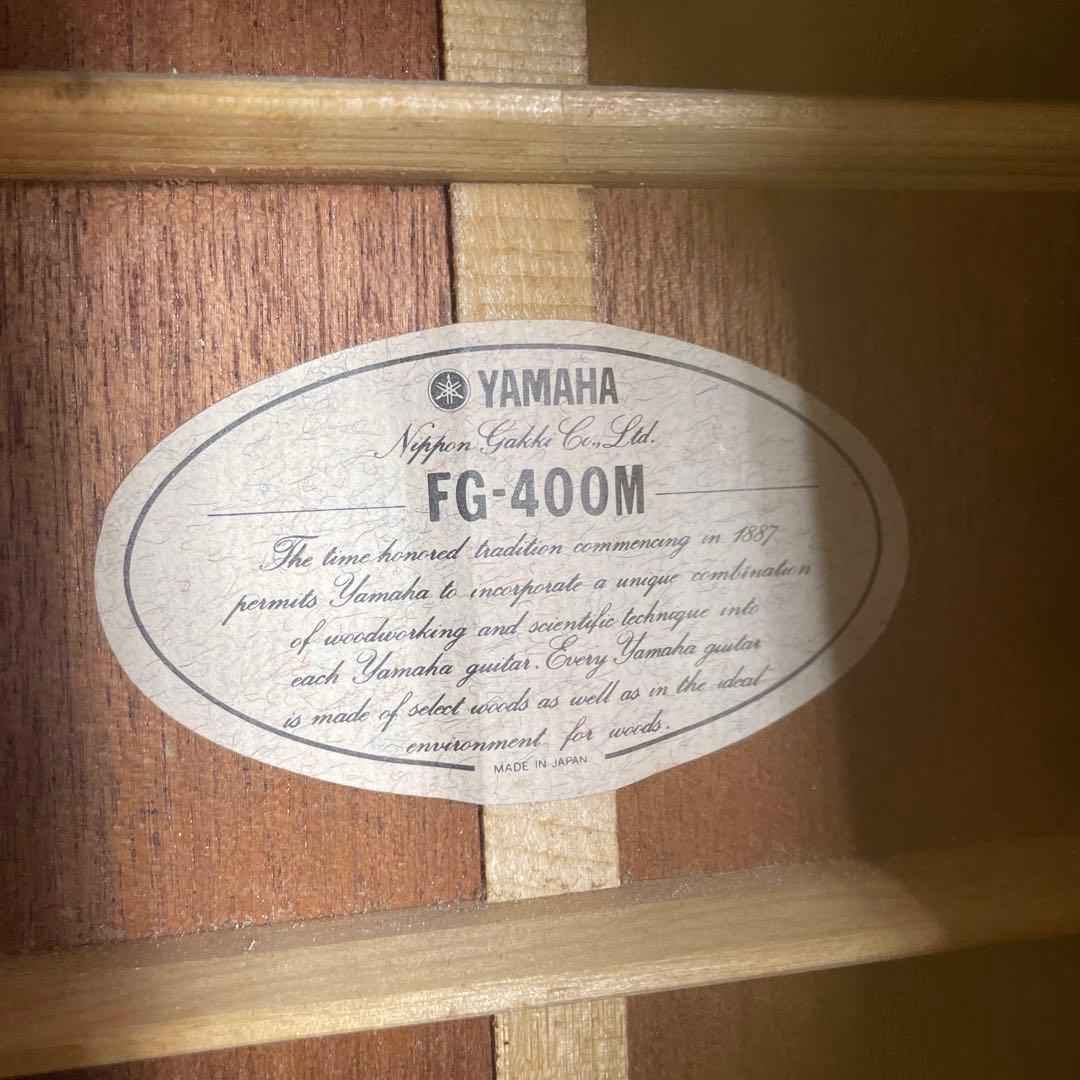 YAMAHA
Nippon Gakki Co., Ltd.
FG-400M
The time honored tradition commencing in 1887
permits Yamaha to incorporate a unique combination
of woodworking and scientific technique into
each Yamaha guitar. Every Yamaha guitar
is made of select woods as well as in the ideal
environment for woods.
MADE IN JAPAN